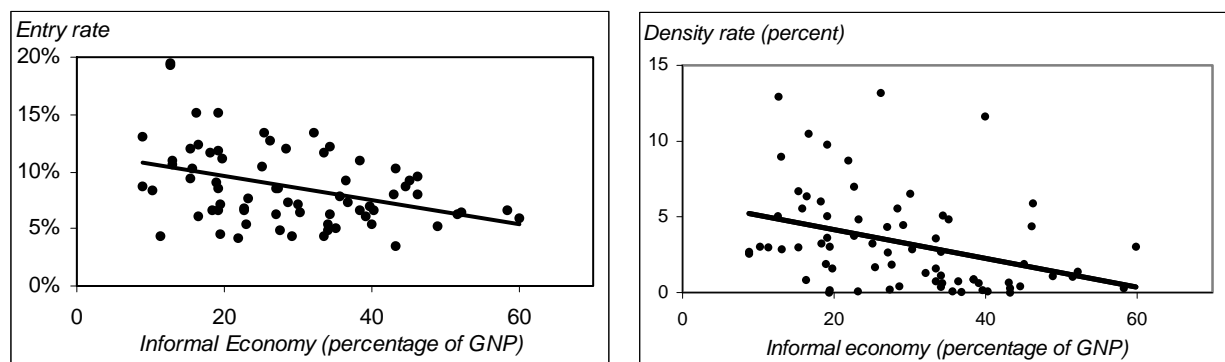 Entry rate
20%
15%
10%
5%
0%
0 20 40 60
Informal Economy (percentage of GNP)
Density rate (percent)
15
10
5
0
0 20 40 60
Informal economy (percentage of GNP)